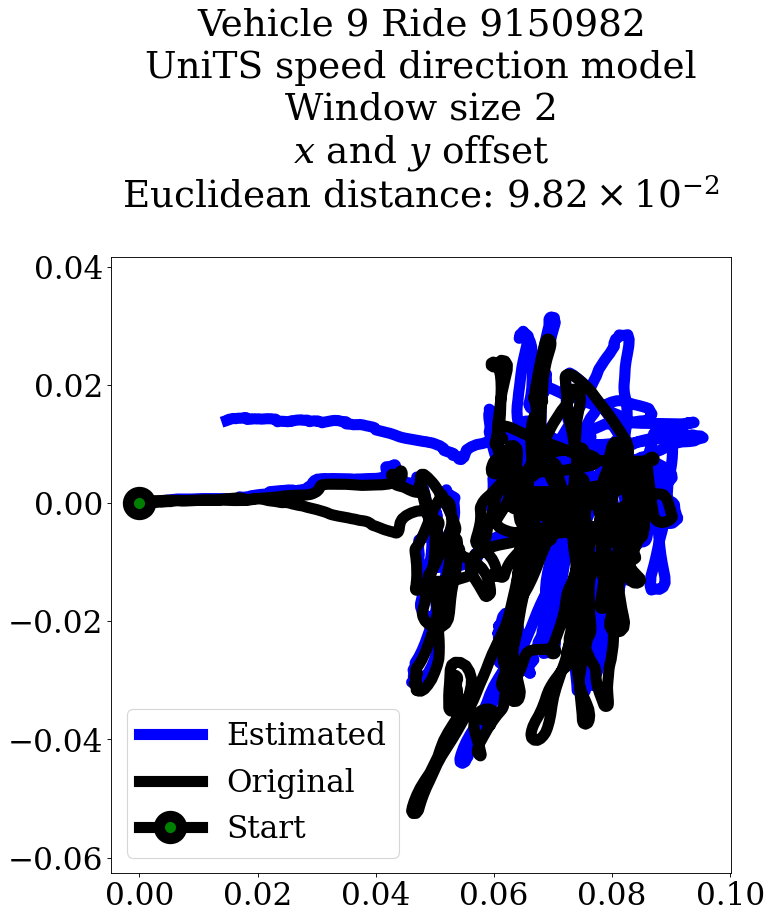 Vehicle 9 Ride 9150982
UniTS speed direction model
Window size 2
x and y offset
Euclidean distance: 9.82 × 10⁻²
0.04
0.02
0.00
−0.02
−0.04
−0.06
Estimated
Original
Start
0.00 0.02 0.04 0.06 0.08 0.10